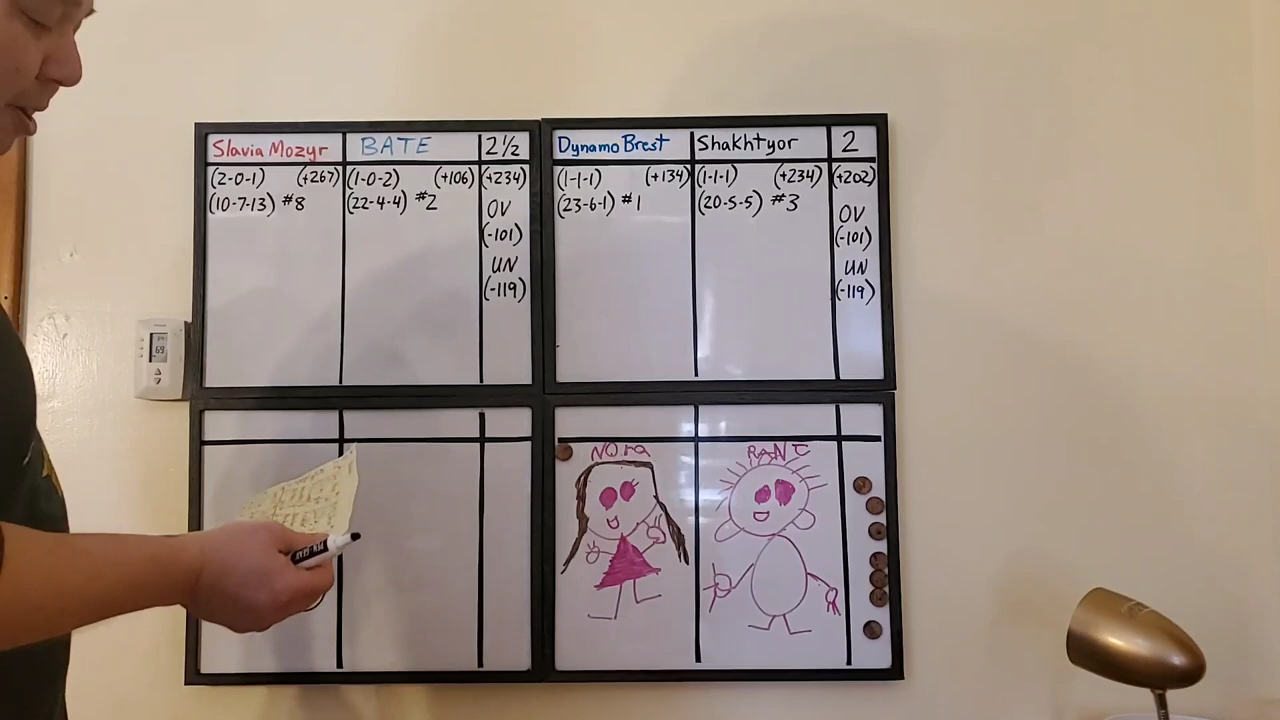 Slavia Mozyr BATE 2½
(2-0-1) (+267) (1-0-2) (+106) (+234)
(10-7-13) #8 (22-4-4) #2 OV
(-101)
UN
(-119)
Dynamo Brest Shakhtyor 2
(1-1-1) (+134) (1-1-1) (+234) (+202)
(23-6-1) #1 (20-5-5) #3 OV
(-101)
UN
(-119)
69
NORA RANE